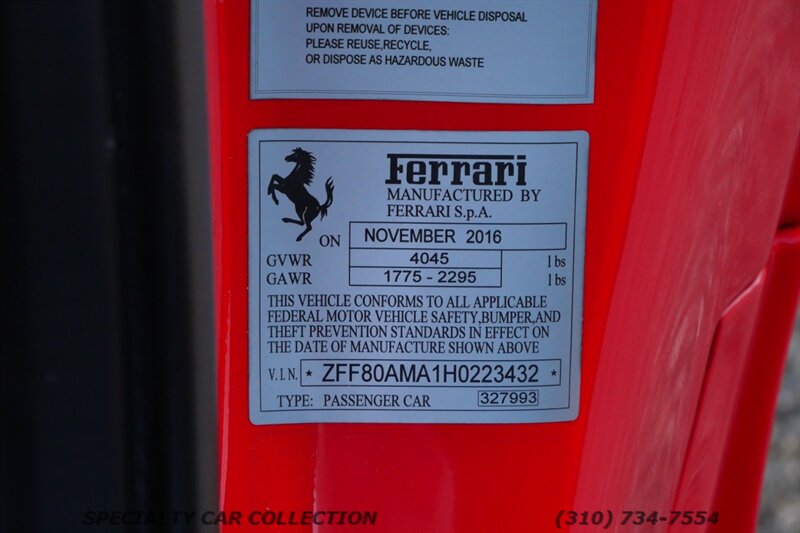 REMOVE DEVICE BEFORE VEHICLE DISPOSAL
UPON REMOVAL OF DEVICES:
PLEASE REUSE,RECYCLE,
OR DISPOSE AS HAZARDOUS WASTE
Ferrari
MANUFACTURED BY
FERRARI S.p.A.
ON NOVEMBER 2016
GVWR 4045 lbs
GAWR 1775 - 2295 lbs
THIS VEHICLE CONFORMS TO ALL APPLICABLE
FEDERAL MOTOR VEHICLE SAFETY,BUMPER,AND
THEFT PREVENTION STANDARDS IN EFFECT ON
THE DATE OF MANUFACTURE SHOWN ABOVE
V.I.N. * ZFF80AMA1H0223432 *
TYPE: PASSENGER CAR 327993
SPECIALTY CAR COLLECTION (310) 734-7554